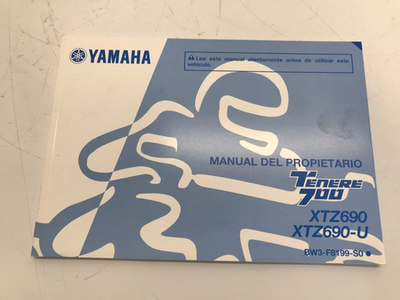 YAMAHA
Lea este manual atentamente antes de utilizar este
vehículo.
MANUAL DEL PROPIETARIO
TENERE
700
XTZ690
XTZ690-U
BW3-F8199-S0